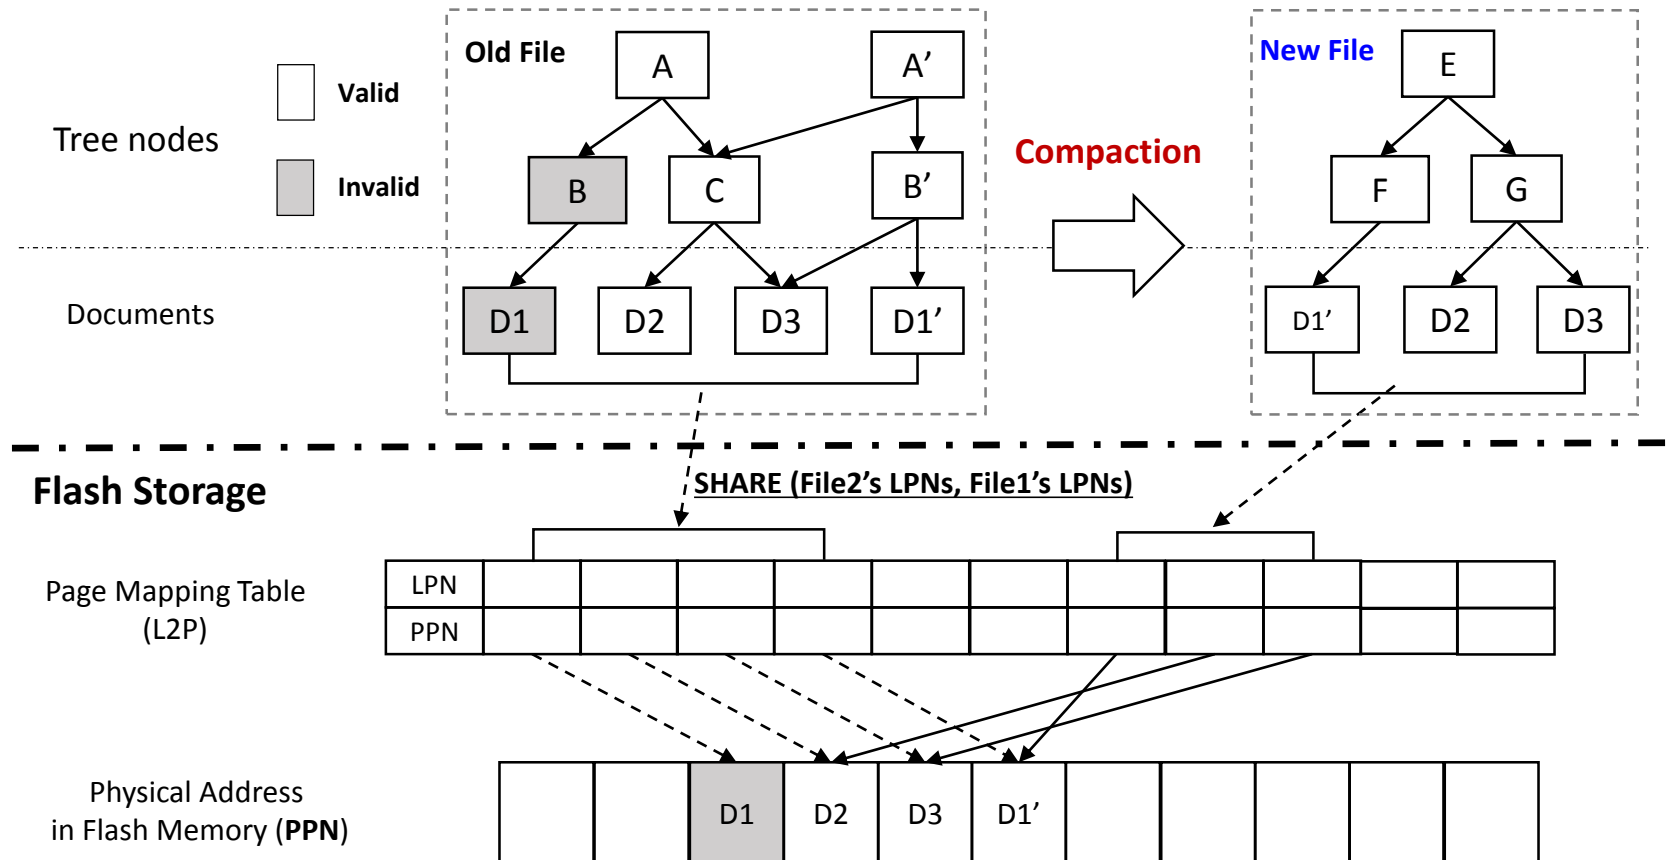 Old File
New File
A
A’
E
Valid
Tree nodes
Compaction
Invalid
B
C
B’
F
G
Documents
D1
D2
D3
D1’
D1’
D2
D3
Flash Storage
SHARE (File2’s LPNs, File1’s LPNs)
Page Mapping Table
(L2P)
LPN
PPN
Physical Address
in Flash Memory (PPN)
D1
D2
D3
D1’